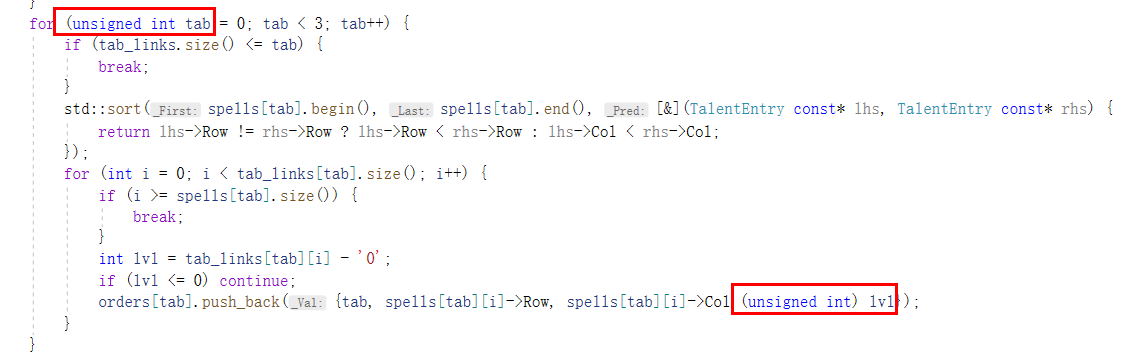 }
for (unsigned int tab = 0; tab < 3; tab++) {
if (tab_links.size() <= tab) {
break;
}
std::sort(_First: spells[tab].begin(), _Last: spells[tab].end(), _Pred: [&](TalentEntry const* lhs, TalentEntry const* rhs) {
return lhs->Row != rhs->Row ? lhs->Row < rhs->Row : lhs->Col < rhs->Col;
});
for (int i = 0; i < tab_links[tab].size(); i++) {
if (i >= spells[tab].size()) {
break;
}
int lvl = tab_links[tab][i] - '0';
if (lvl <= 0) continue;
orders[tab].push_back(_Val: {tab, spells[tab][i]->Row, spells[tab][i]->Col (unsigned int) lvl});
}
}